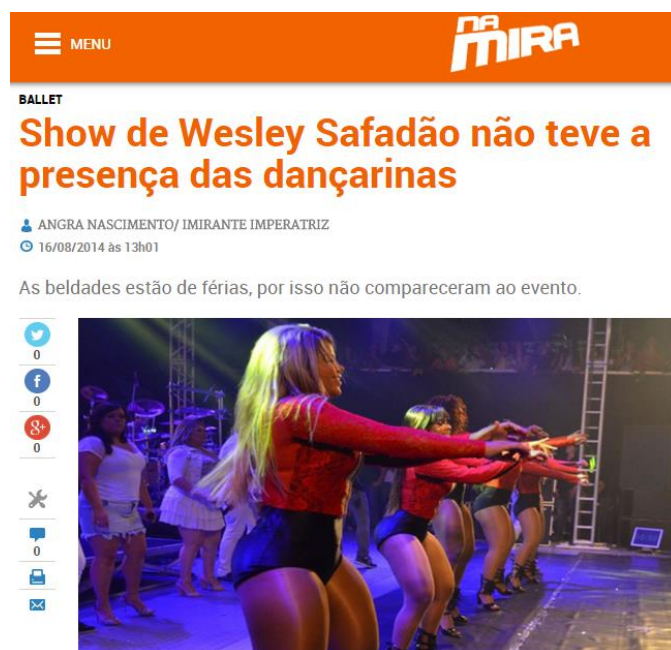 MENU
na
MIRA
BALLET
Show de Wesley Safadão não teve a
presença das dançarinas
ANGRA NASCIMENTO/ IMIRANTE IMPERATRIZ
16/08/2014 às 13h01
As beldades estão de férias, por isso não compareceram ao evento.
0
f
0
8+
0
0